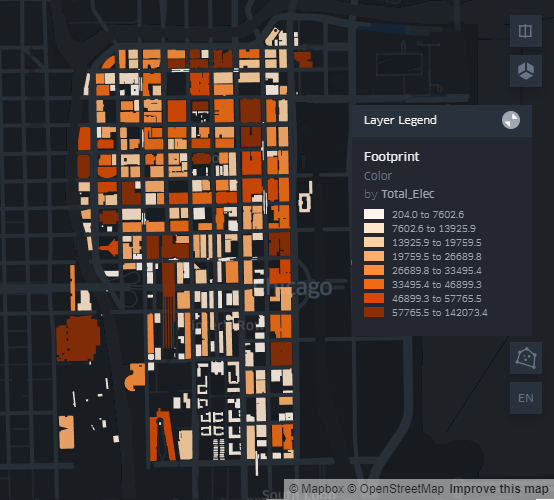 Layer Legend
Footprint
Color
by Total_Elec
204.0 to 7602.6
7602.6 to 13925.9
13925.9 to 19759.5
19759.5 to 26689.8
26689.8 to 33495.4
33495.4 to 46899.3
46899.3 to 57765.5
57765.5 to 142073.4
hicago
EN
© Mapbox © OpenStreetMap Improve this map
South